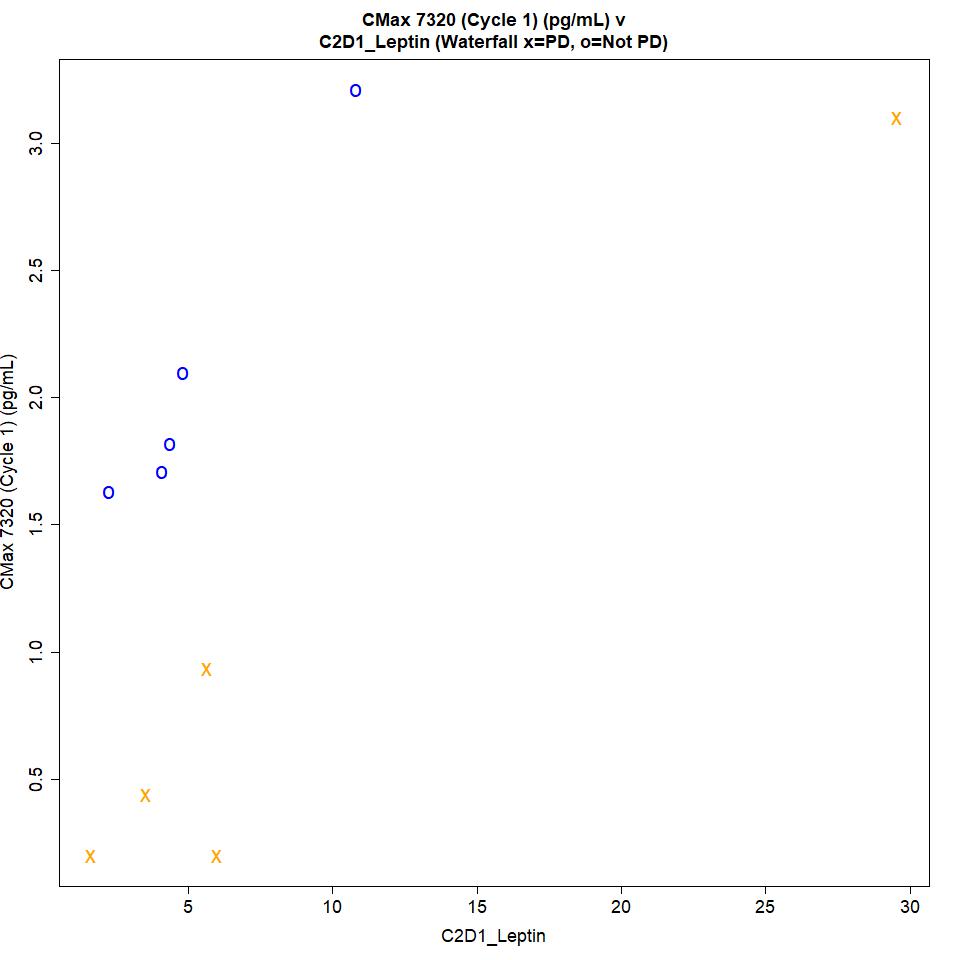 CMax 7320 (Cycle 1) (pg/mL) v
C2D1_Leptin (Waterfall x=PD, o=Not PD)
CMax 7320 (Cycle 1) (pg/mL)
3.0
2.5
2.0
1.5
1.0
0.5
o
x
o
o
o
o
x
x
x
x
5 10 15 20 25 30
C2D1_Leptin